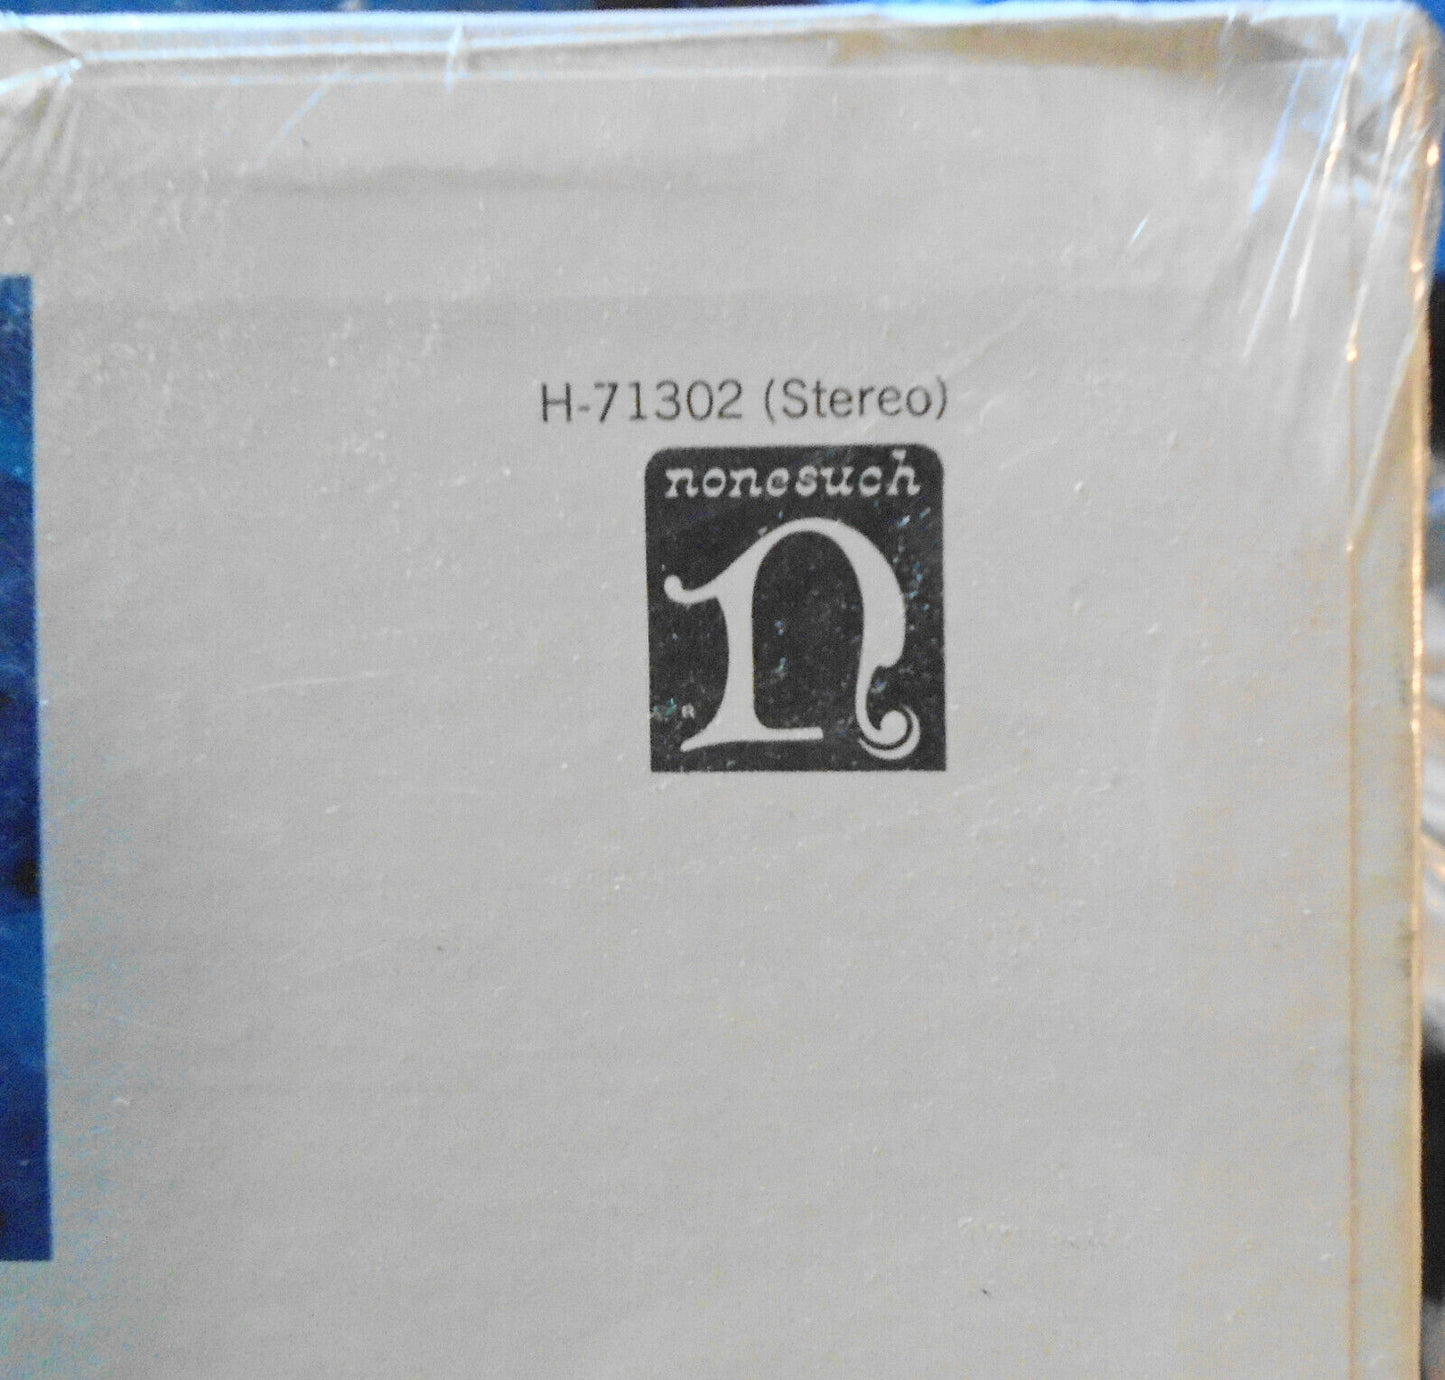 H-71302 (Stereo)
nonesuch
n
R